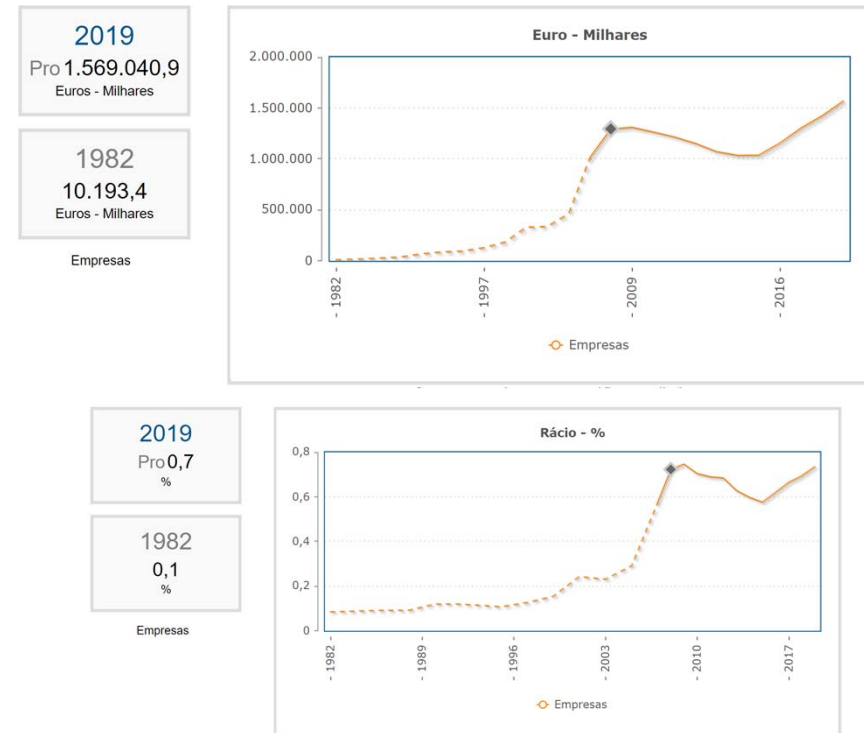 2019
Pro 1.569.040,9
Euros - Milhares
1982
10.193,4
Euros - Milhares
Empresas
Euro - Milhares
2.000.000
1.500.000
1.000.000
500.000
0
- 1982
- 1997
- 2009
- 2016
Empresas
2019
Pro 0,7
%
1982
0,1
%
Empresas
Rácio - %
0,8
0,6
0,4
0,2
0
- 1982
- 1989
- 1996
- 2003
- 2010
- 2017
Empresas